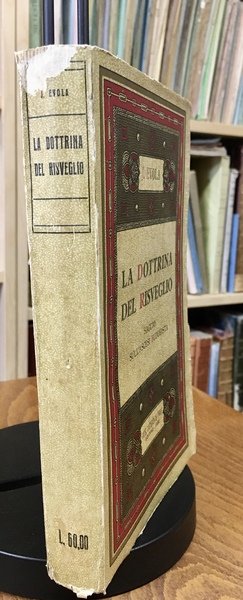 J. EVOLA
LA DOTTRINA
DEL RISVEGLIO
L. 60,00
J. EVOLA
LA DOTTRINA
DEL RISVEGLIO
SAGGIO
SULL'ASCESI BUDDHISTA